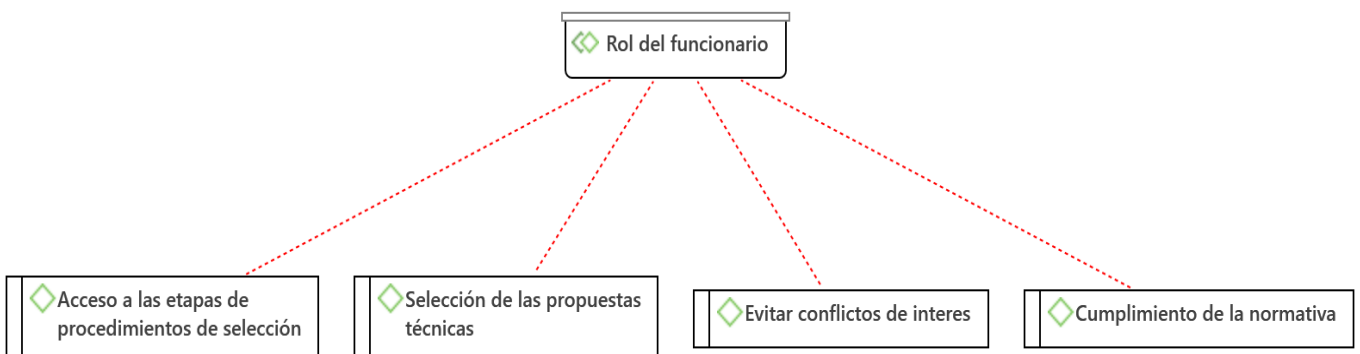 Rol del funcionario
Acceso a las etapas de
procedimientos de selección
Selección de las propuestas
técnicas
Evitar conflictos de interes
Cumplimiento de la normativa